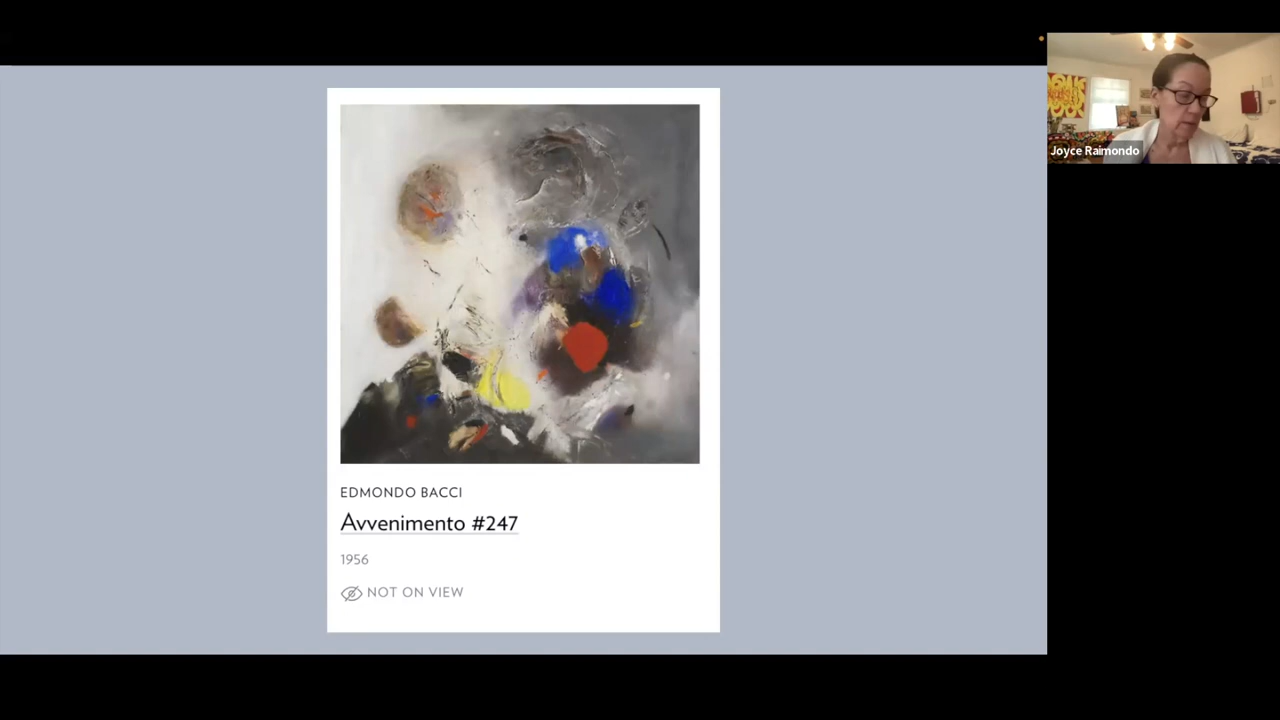 EDMONDO BACCI
Avvenimento #247
1956
NOT ON VIEW
Joyce Raimondo